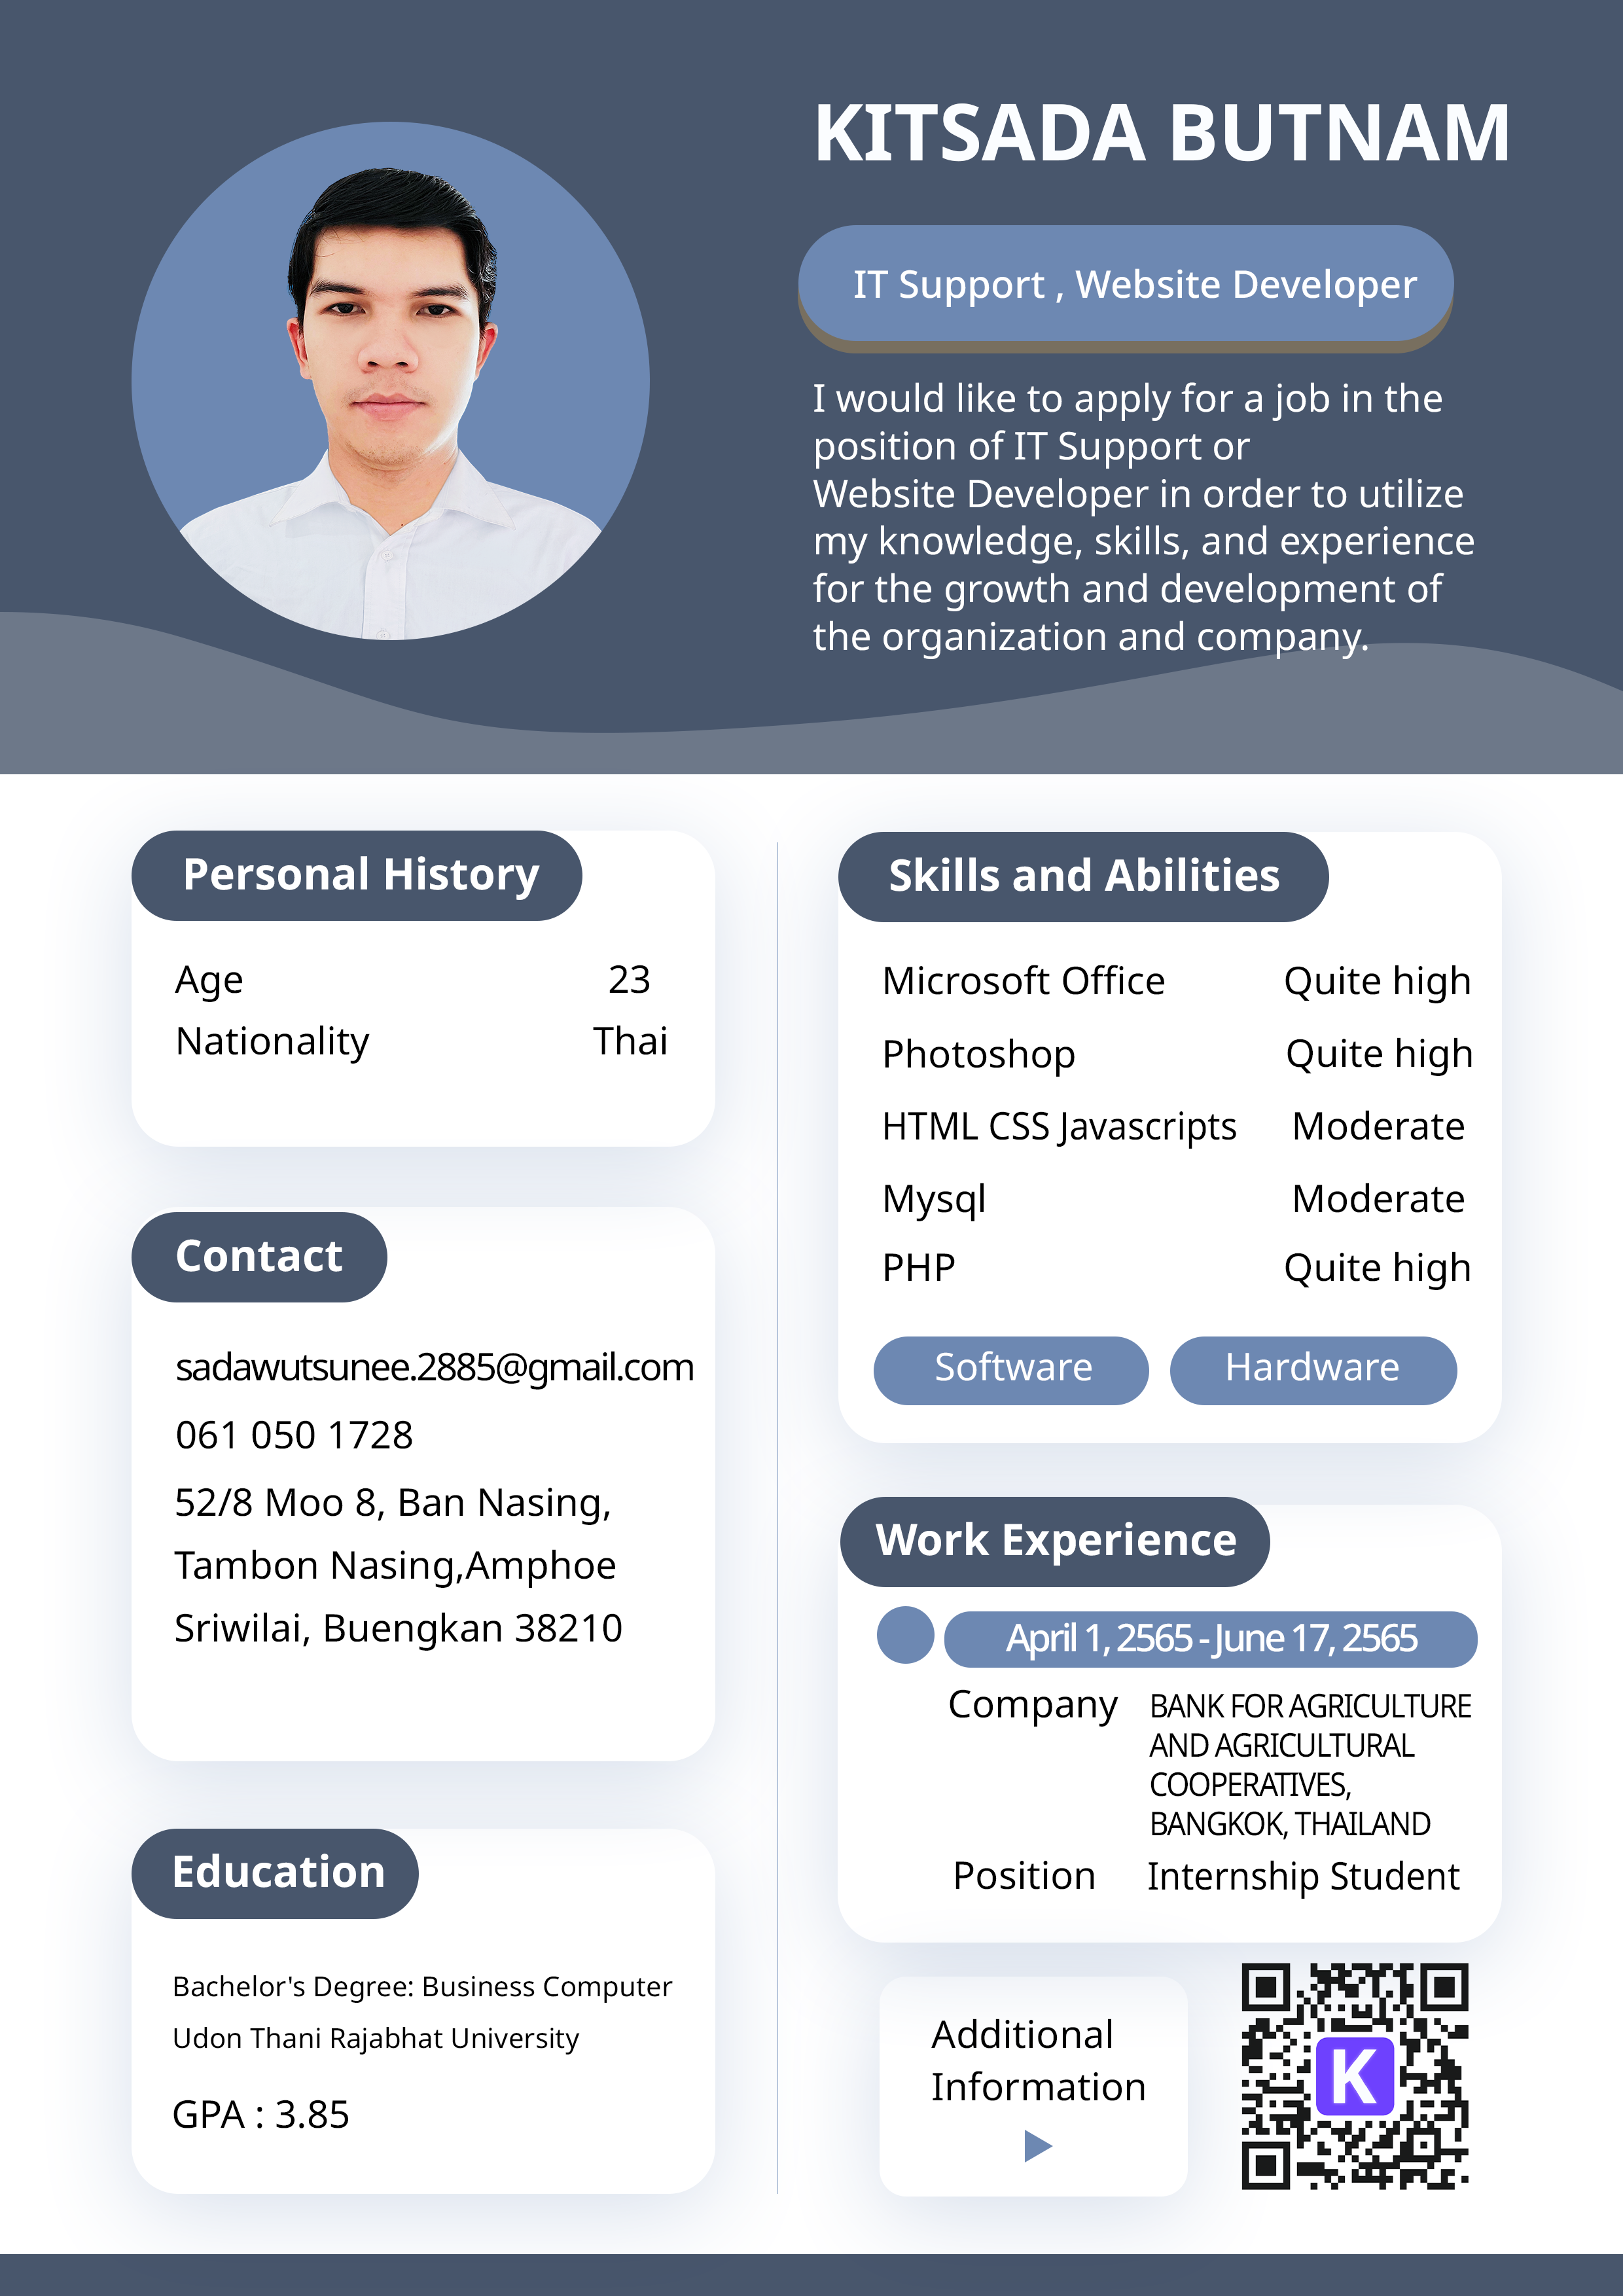 KITSADA BUTNAM
IT Support , Website Developer
I would like to apply for a job in the
position of IT Support or
Website Developer in order to utilize
my knowledge, skills, and experience
for the growth and development of
the organization and company.
Personal History
Age 23
Nationality Thai
Contact
sadawutsunee.2885@gmail.com
061 050 1728
52/8 Moo 8, Ban Nasing,
Tambon Nasing,Amphoe
Sriwilai, Buengkan 38210
Education
Bachelor's Degree: Business Computer
Udon Thani Rajabhat University
GPA : 3.85
Skills and Abilities
Microsoft Office Quite high
Photoshop Quite high
HTML CSS Javascripts Moderate
Mysql Moderate
PHP Quite high
Software Hardware
Work Experience
April 1, 2565 - June 17, 2565
Company BANK FOR AGRICULTURE
AND AGRICULTURAL
COOPERATIVES,
BANGKOK, THAILAND
Position Internship Student
Additional
Information
K